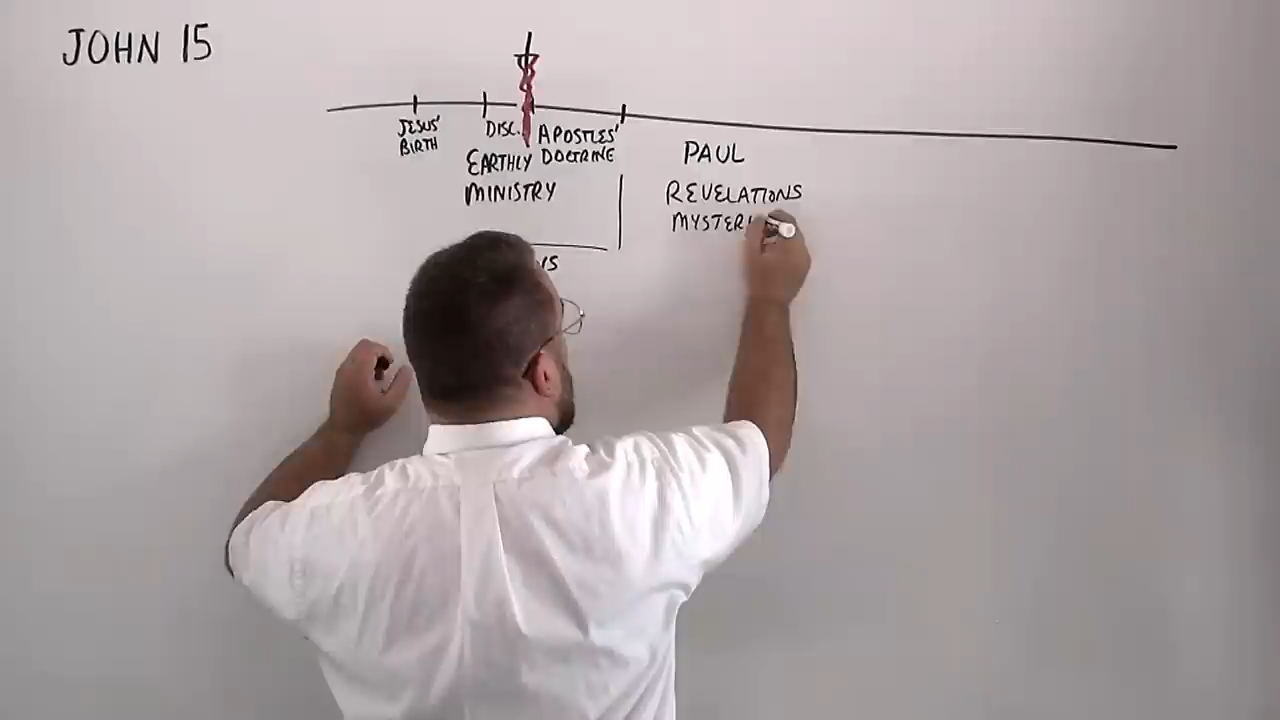 JOHN 15
JESUS'
BIRTH
DISC.
EARTHLY
MINISTRY
APOSTLES'
DOCTRINE
PAUL
REVELATIONS